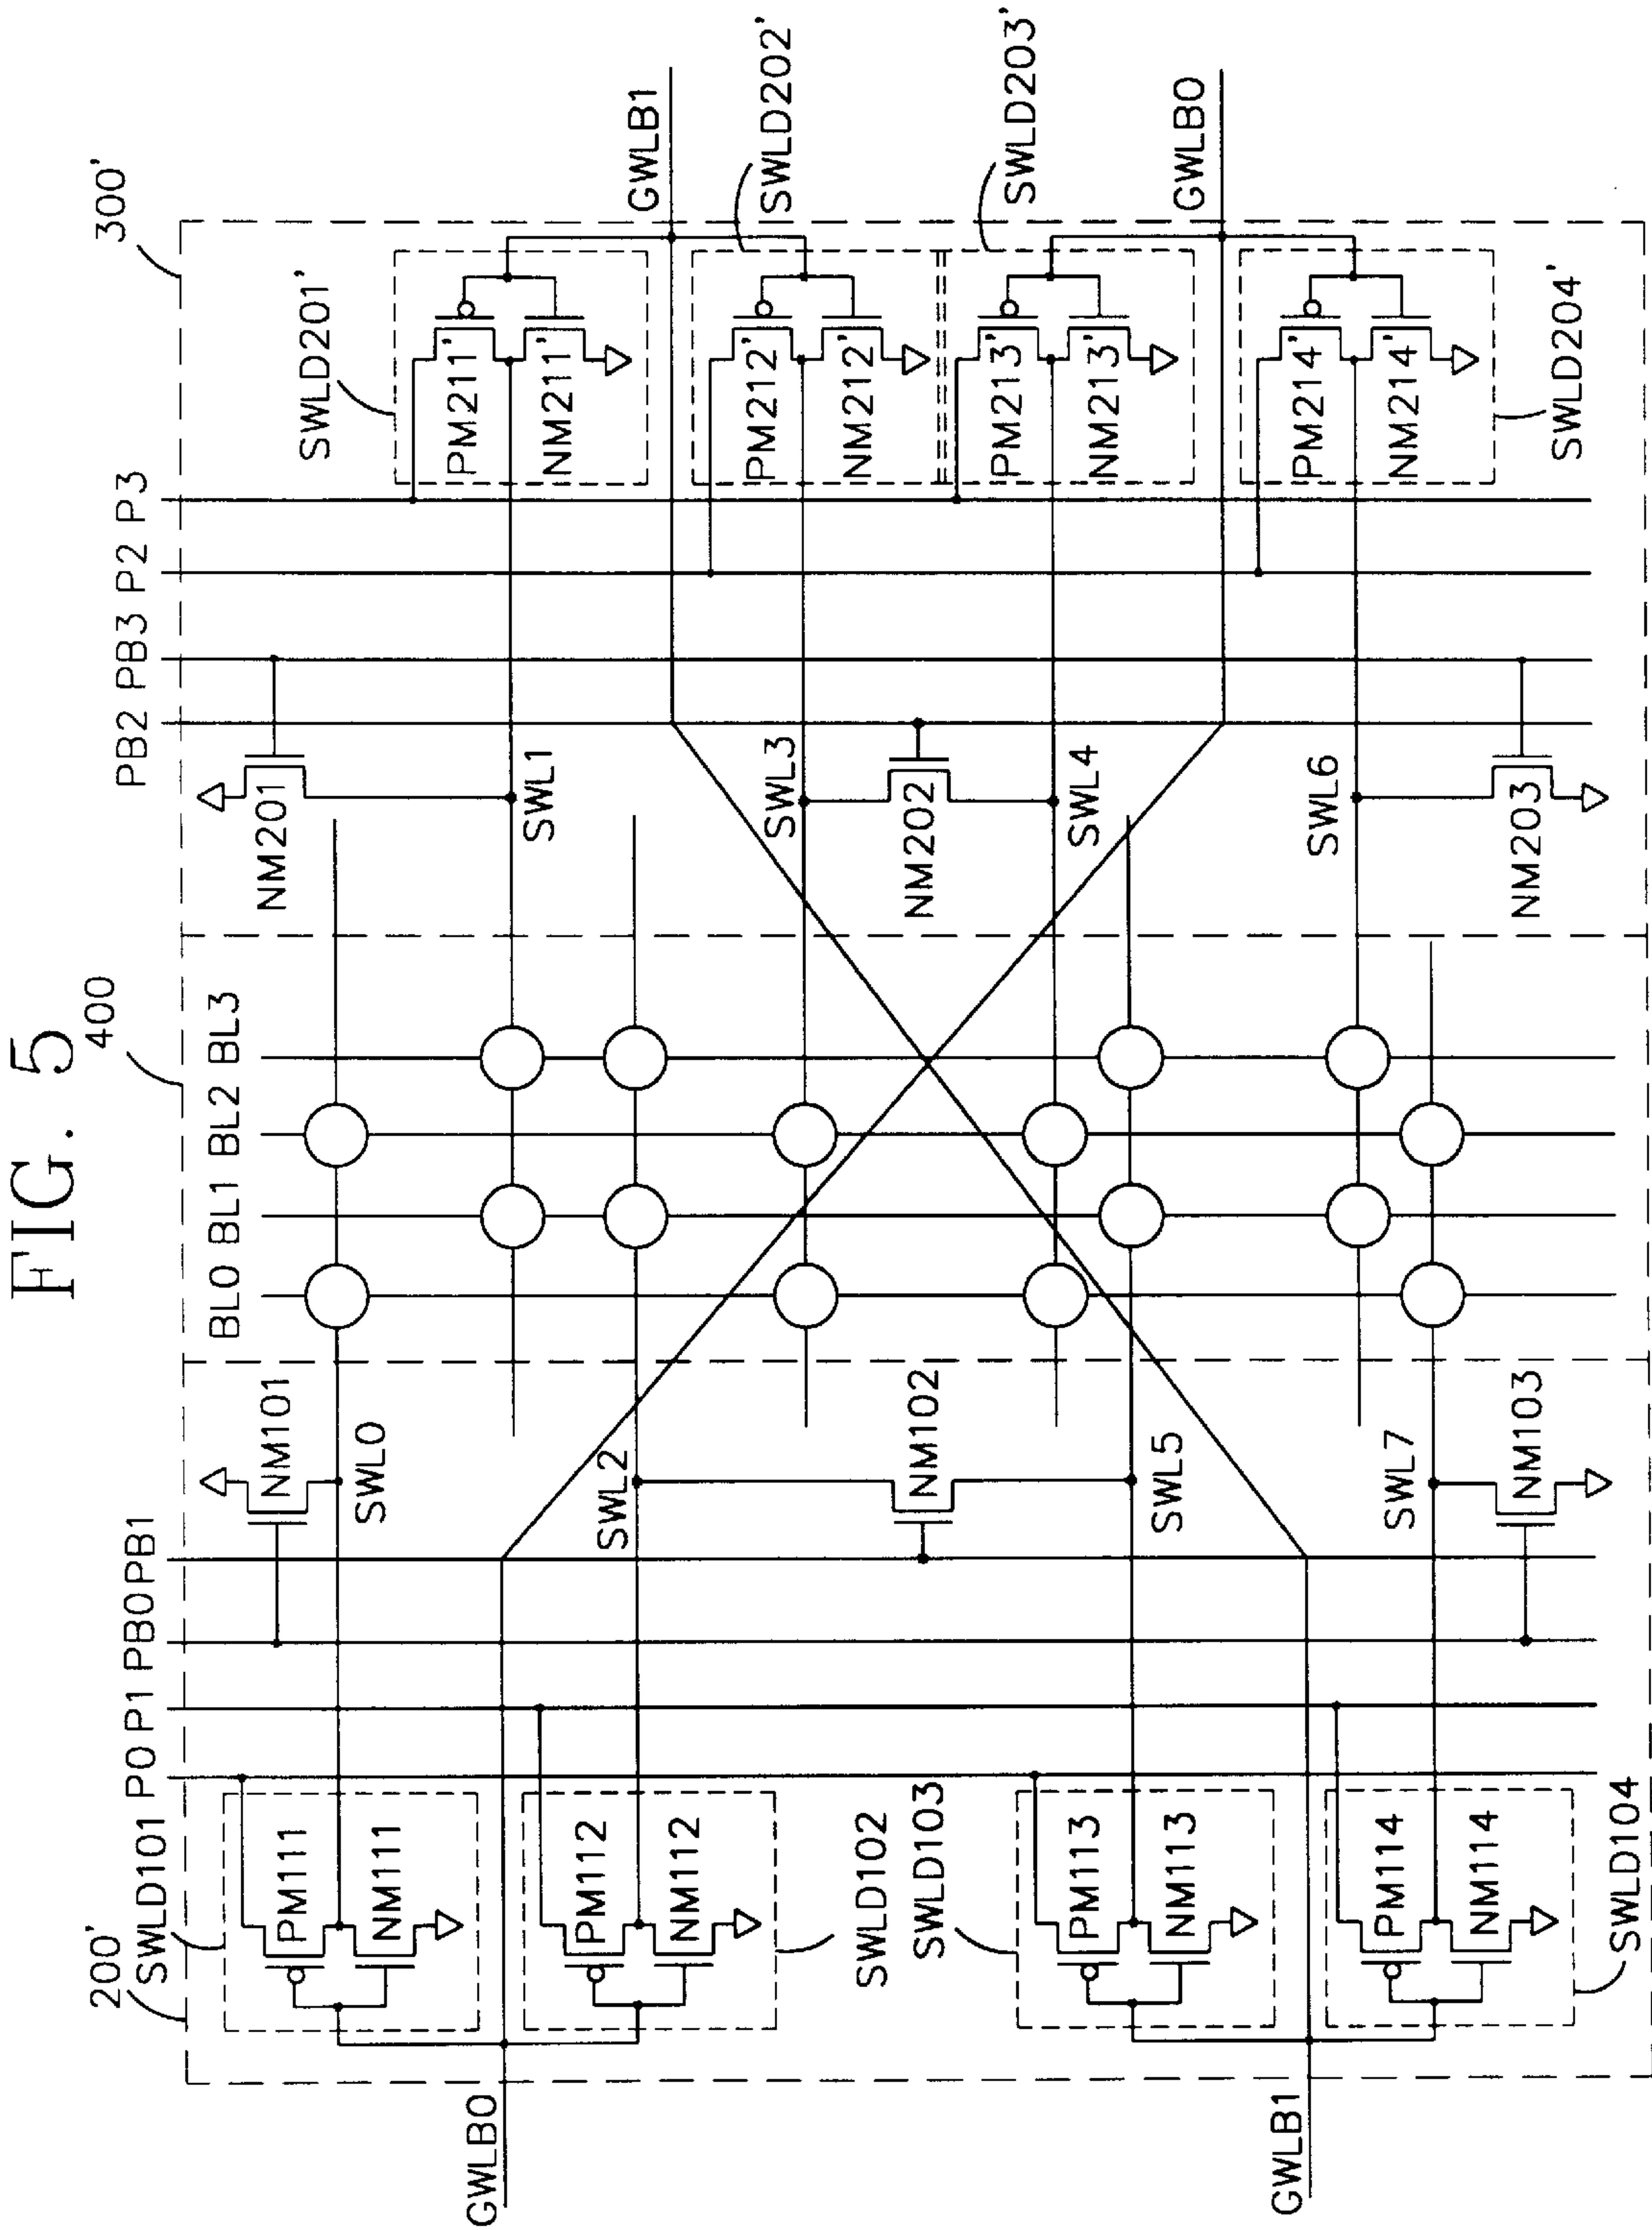 FIG. 5
200'
400
300'
SWLD101
P0 P1 PB0 PB1
BL0 BL1 BL2 BL3
PB2 PB3 P2 P3
SWLD201'
PM111
NM111
NM101
SWL0
NM201
SWL1
PM211'
NM211'
GWLB0
GWLB1
PM112
NM112
SWLD102
SWL2
SWL3
PM212'
NM212'
SWLD202'
NM102
NM202
SWLD103
PM113
NM113
SWL5
SWL4
PM213'
NM213'
SWLD203'
GWLB1
GWLB0
PM114
NM114
SWLD104
SWL7
NM103
SWL6
NM203
PM214'
NM214'
SWLD204'